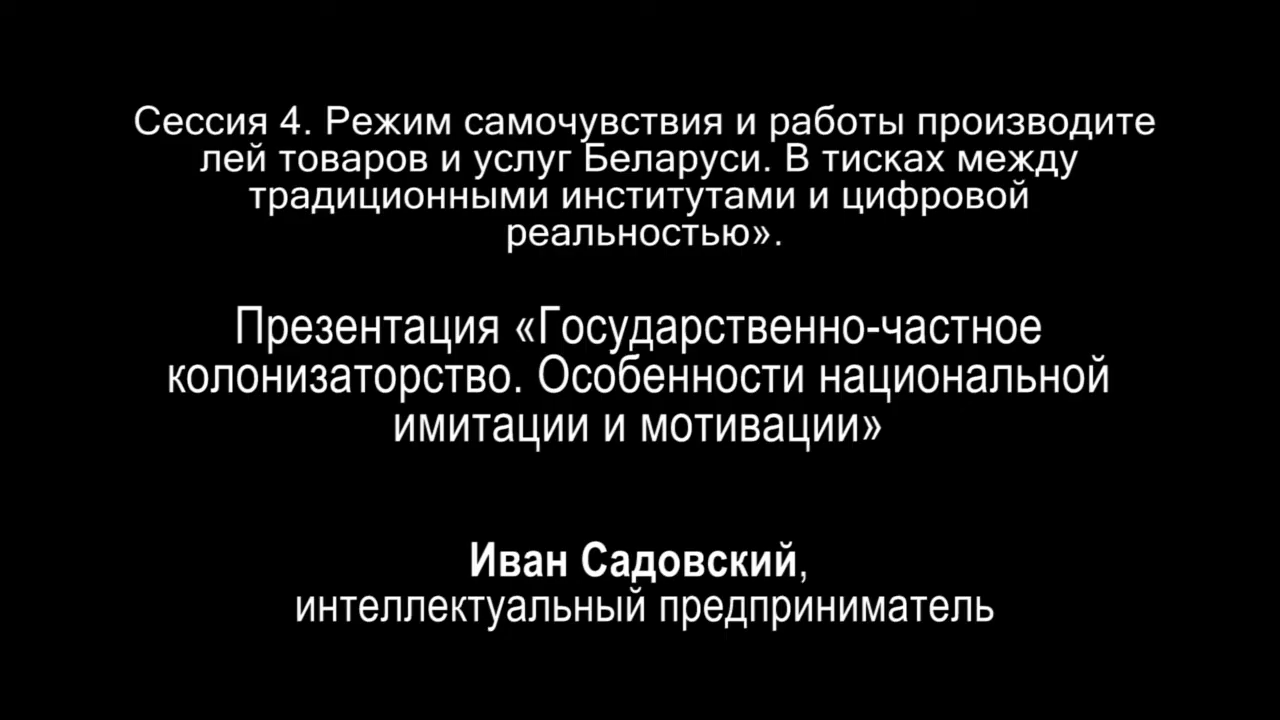 Сессия 4. Режим самочувствия и работы производите
лей товаров и услуг Беларуси. В тисках между
традиционными институтами и цифровой
реальностью».
Презентация «Государственно-частное
колонизаторство. Особенности национальной
имитации и мотивации»
Иван Садовский,
интеллектуальный предприниматель